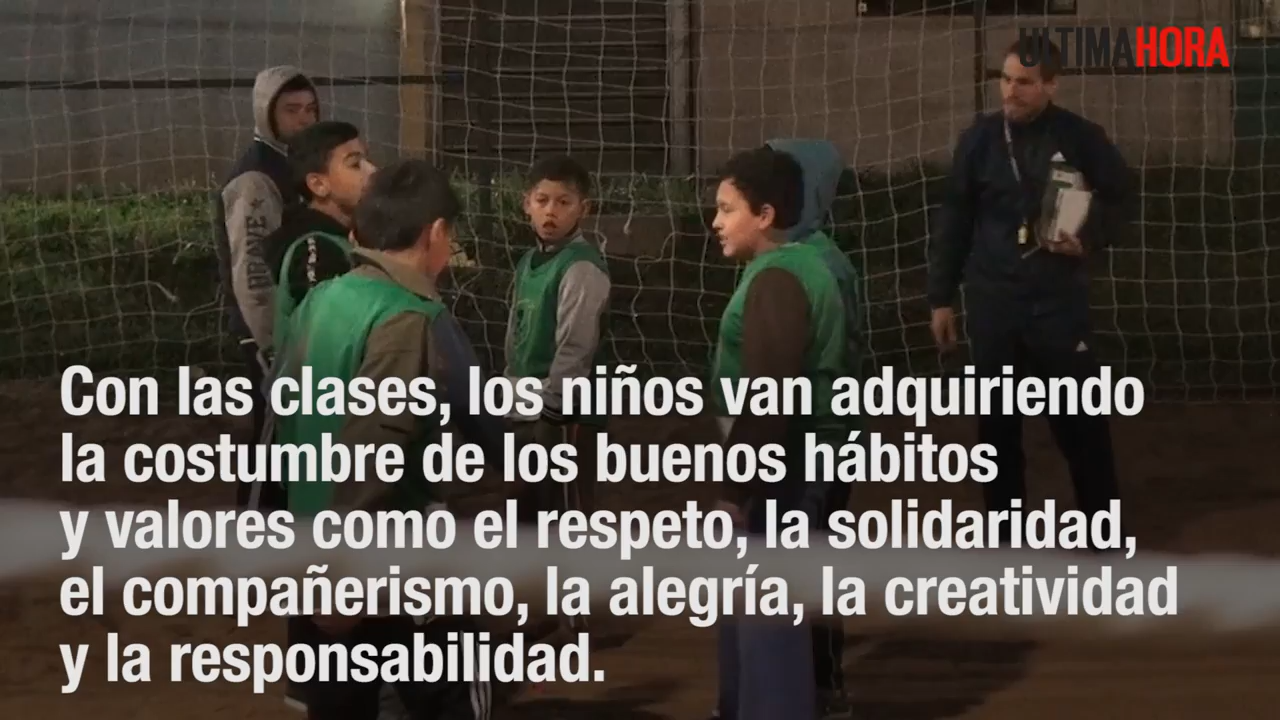 ULTIMAHORA
Con las clases, los niños van adquiriendo
la costumbre de los buenos hábitos
y valores como el respeto, la solidaridad,
el compañerismo, la alegría, la creatividad
y la responsabilidad.